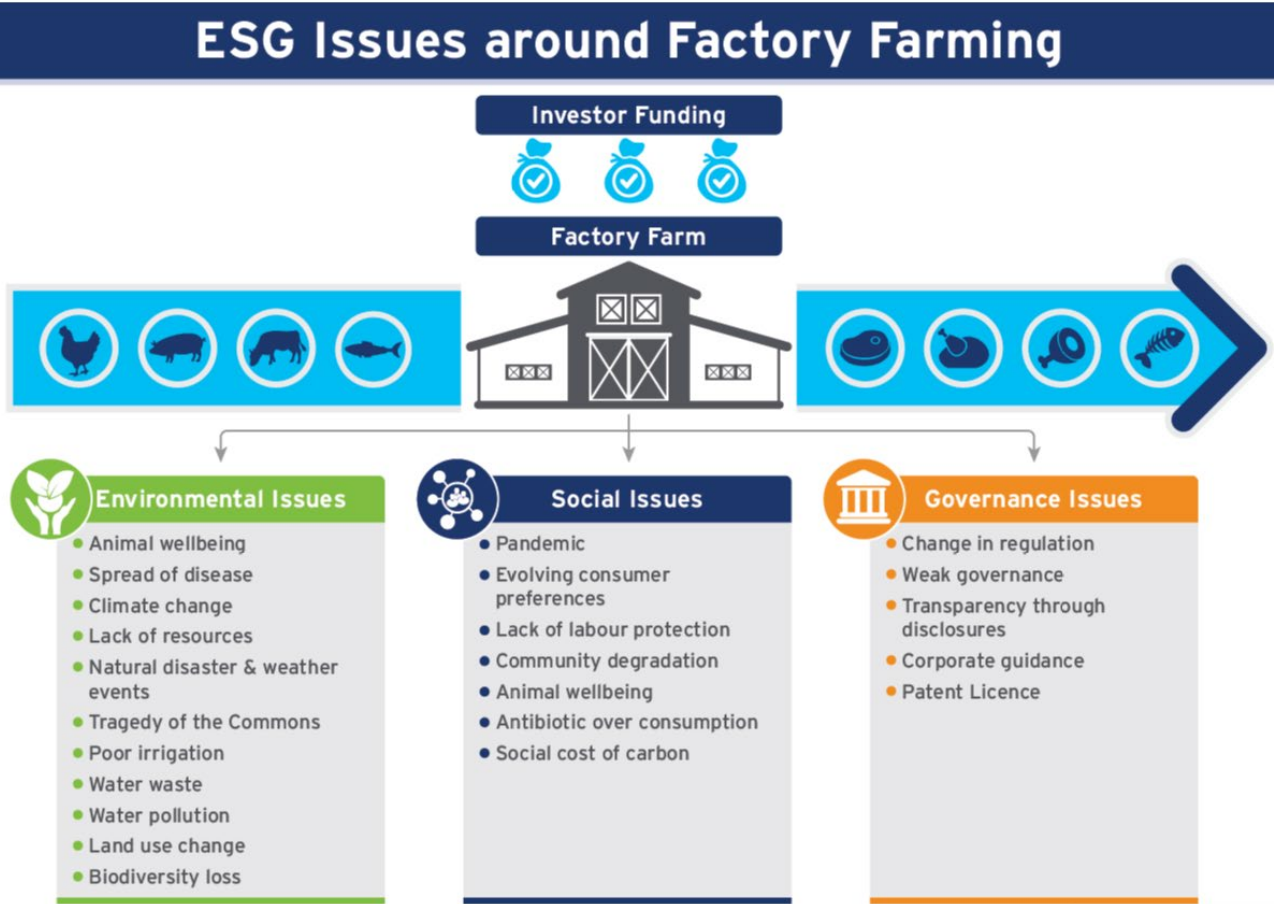 ESG Issues around Factory Farming
Investor Funding
Factory Farm
Environmental Issues
Animal wellbeing
Spread of disease
Climate change
Lack of resources
Natural disaster & weather
events
Tragedy of the Commons
Poor irrigation
Water waste
Water pollution
Land use change
Biodiversity loss
Social Issues
Pandemic
Evolving consumer
preferences
Lack of labour protection
Community degradation
Animal wellbeing
Antibiotic over consumption
Social cost of carbon
Governance Issues
Change in regulation
Weak governance
Transparency through
disclosures
Corporate guidance
Patent Licence